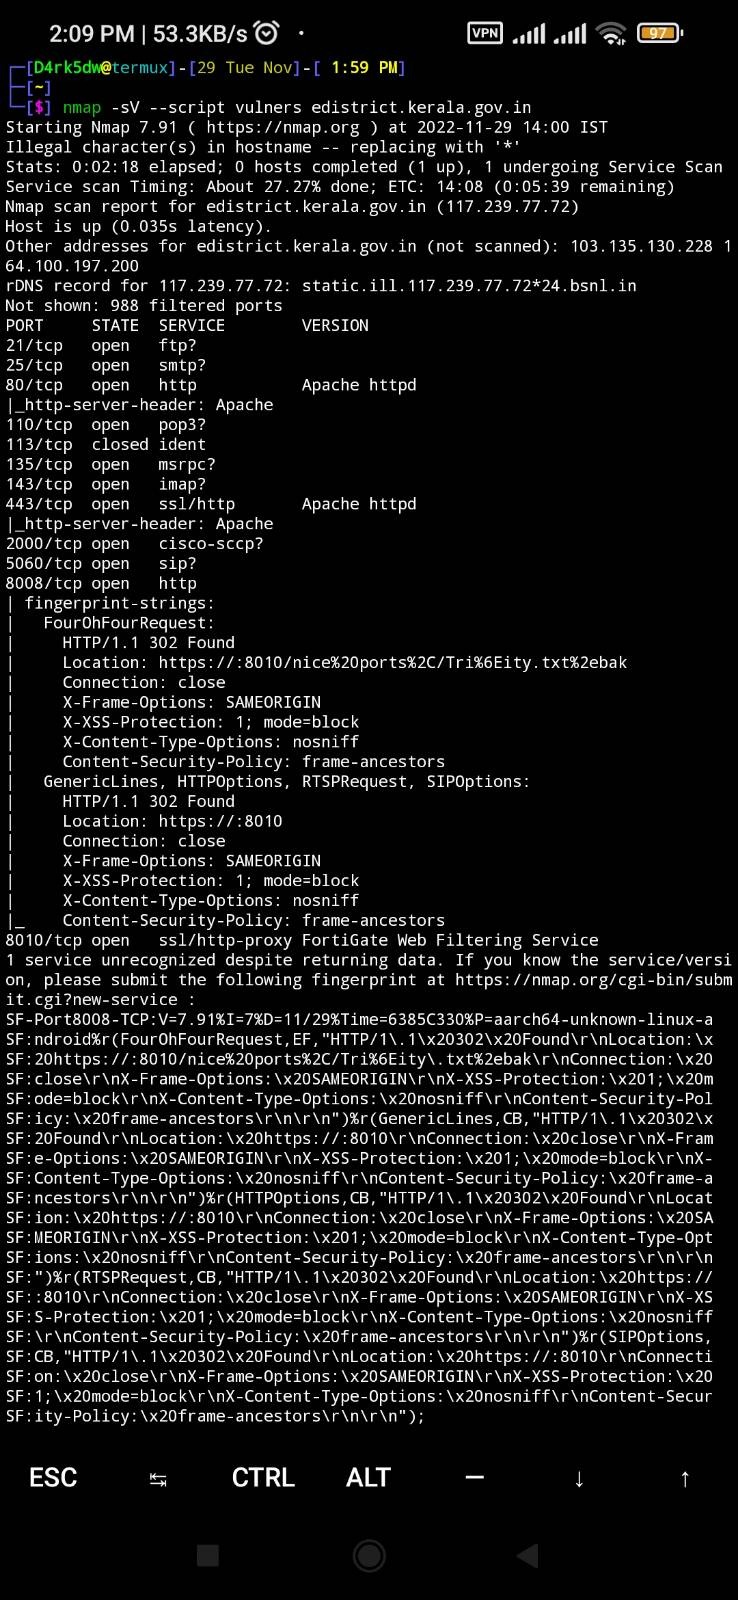 2:09 PM | 53.3KB/s · VPN 97
[D4rk5dw@termux]-[29 Tue Nov]-[ 1:59 PM]
[~]
[$] nmap -sV --script vulners edistrict.kerala.gov.in
Starting Nmap 7.91 ( https://nmap.org ) at 2022-11-29 14:00 IST
Illegal character(s) in hostname -- replacing with '*'
Stats: 0:02:18 elapsed; 0 hosts completed (1 up), 1 undergoing Service Scan
Service scan Timing: About 27.27% done; ETC: 14:08 (0:05:39 remaining)
Nmap scan report for edistrict.kerala.gov.in (117.239.77.72)
Host is up (0.035s latency).
Other addresses for edistrict.kerala.gov.in (not scanned): 103.135.130.228 1
64.100.197.200
rDNS record for 117.239.77.72: static.ill.117.239.77.72*24.bsnl.in
Not shown: 988 filtered ports
PORT     STATE  SERVICE        VERSION
21/tcp   open   ftp?
25/tcp   open   smtp?
80/tcp   open   http           Apache httpd
|_http-server-header: Apache
110/tcp  open   pop3?
113/tcp  closed ident
135/tcp  open   msrpc?
143/tcp  open   imap?
443/tcp  open   ssl/http       Apache httpd
|_http-server-header: Apache
2000/tcp open   cisco-sccp?
5060/tcp open   sip?
8008/tcp open   http
| fingerprint-strings:
|   FourOhFourRequest:
|     HTTP/1.1 302 Found
|     Location: https://:8010/nice%20ports%2C/Tri%6Eity.txt%2ebak
|     Connection: close
|     X-Frame-Options: SAMEORIGIN
|     X-XSS-Protection: 1; mode=block
|     X-Content-Type-Options: nosniff
|     Content-Security-Policy: frame-ancestors
|   GenericLines, HTTPOptions, RTSPRequest, SIPOptions:
|     HTTP/1.1 302 Found
|     Location: https://:8010
|     Connection: close
|     X-Frame-Options: SAMEORIGIN
|     X-XSS-Protection: 1; mode=block
|     X-Content-Type-Options: nosniff
|_    Content-Security-Policy: frame-ancestors
8010/tcp open   ssl/http-proxy FortiGate Web Filtering Service
1 service unrecognized despite returning data. If you know the service/versi
on, please submit the following fingerprint at https://nmap.org/cgi-bin/subm
it.cgi?new-service :
SF-Port8008-TCP:V=7.91%I=7%D=11/29%Time=6385C330%P=aarch64-unknown-linux-a
SF:ndroid%r(FourOhFourRequest,EF,"HTTP/1\.1\x20302\x20Found\r\nLocation:\x
SF:20https://:8010/nice%20ports%2C/Tri%6Eity\.txt%2ebak\r\nConnection:\x20
SF:close\r\nX-Frame-Options:\x20SAMEORIGIN\r\nX-XSS-Protection:\x201;\x20m
SF:ode=block\r\nX-Content-Type-Options:\x20nosniff\r\nContent-Security-Pol
SF:icy:\x20frame-ancestors\r\n\r\n")%r(GenericLines,CB,"HTTP/1\.1\x20302\x
SF:20Found\r\nLocation:\x20https://:8010\r\nConnection:\x20close\r\nX-Fram
SF:e-Options:\x20SAMEORIGIN\r\nX-XSS-Protection:\x201;\x20mode=block\r\nX-
SF:Content-Type-Options:\x20nosniff\r\nContent-Security-Policy:\x20frame-a
SF:ncestors\r\n\r\n")%r(HTTPOptions,CB,"HTTP/1\.1\x20302\x20Found\r\nLocat
SF:ion:\x20https://:8010\r\nConnection:\x20close\r\nX-Frame-Options:\x20SA
SF:MEORIGIN\r\nX-XSS-Protection:\x201;\x20mode=block\r\nX-Content-Type-Opt
SF:ions:\x20nosniff\r\nContent-Security-Policy:\x20frame-ancestors\r\n\r\n
SF:")%r(RTSPRequest,CB,"HTTP/1\.1\x20302\x20Found\r\nLocation:\x20https://
SF::8010\r\nConnection:\x20close\r\nX-Frame-Options:\x20SAMEORIGIN\r\nX-XS
SF:S-Protection:\x201;\x20mode=block\r\nX-Content-Type-Options:\x20nosniff
SF:\r\nContent-Security-Policy:\x20frame-ancestors\r\n\r\n")%r(SIPOptions,
SF:CB,"HTTP/1\.1\x20302\x20Found\r\nLocation:\x20https://:8010\r\nConnecti
SF:on:\x20close\r\nX-Frame-Options:\x20SAMEORIGIN\r\nX-XSS-Protection:\x20
SF:1;\x20mode=block\r\nX-Content-Type-Options:\x20nosniff\r\nContent-Secur
SF:ity-Policy:\x20frame-ancestors\r\n\r\n");
ESC ↹ CTRL ALT — ↓ ↑